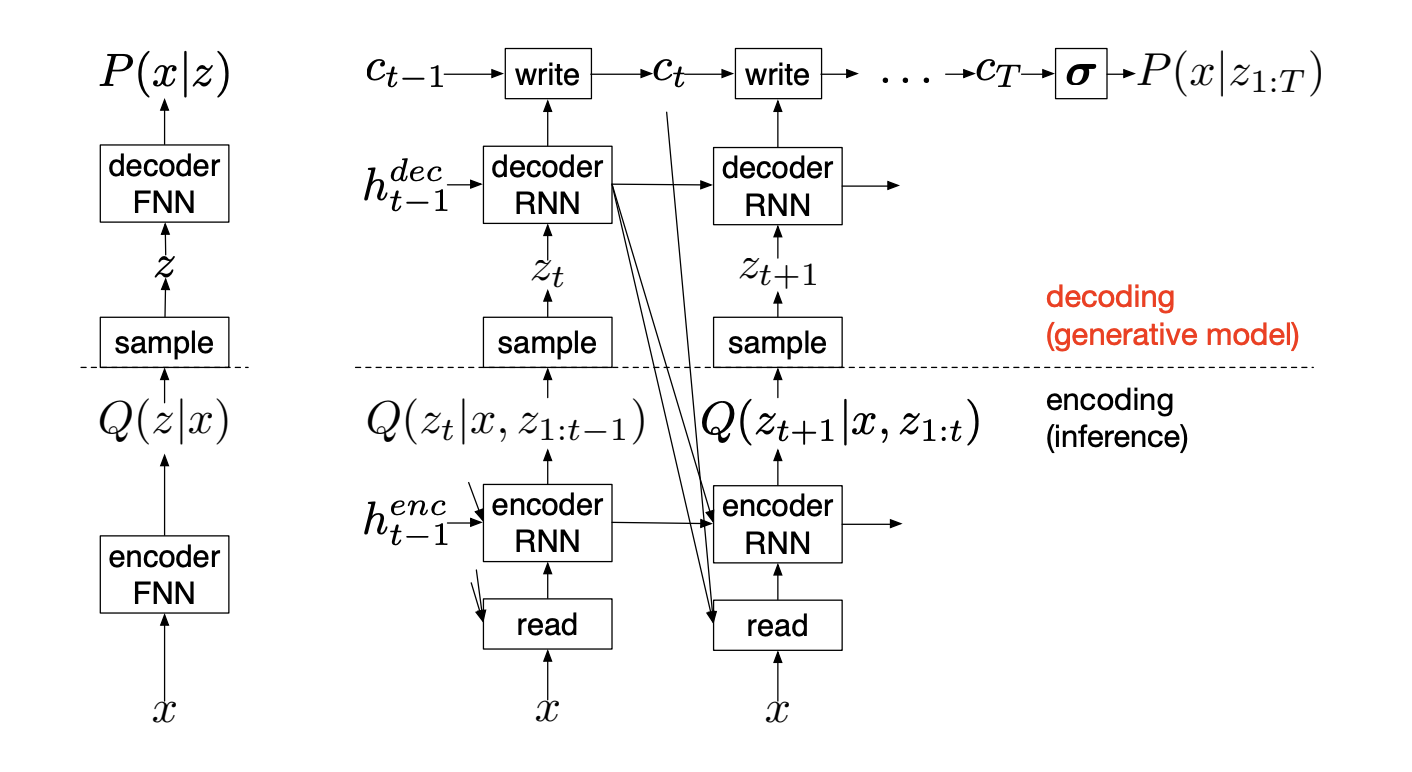 P(x|z)
decoder
FNN
z
sample
Q(z|x)
encoder
FNN
x
c_{t−1} write c_t write … c_T σ P(x|z_{1:T})
h_{t−1}^{dec}
decoder
RNN
decoder
RNN
z_t z_{t+1}
sample sample
decoding
(generative model)
Q(z_t|x, z_{1:t−1}) Q(z_{t+1}|x, z_{1:t})
encoding
(inference)
h_{t−1}^{enc}
encoder
RNN
encoder
RNN
read read
x x